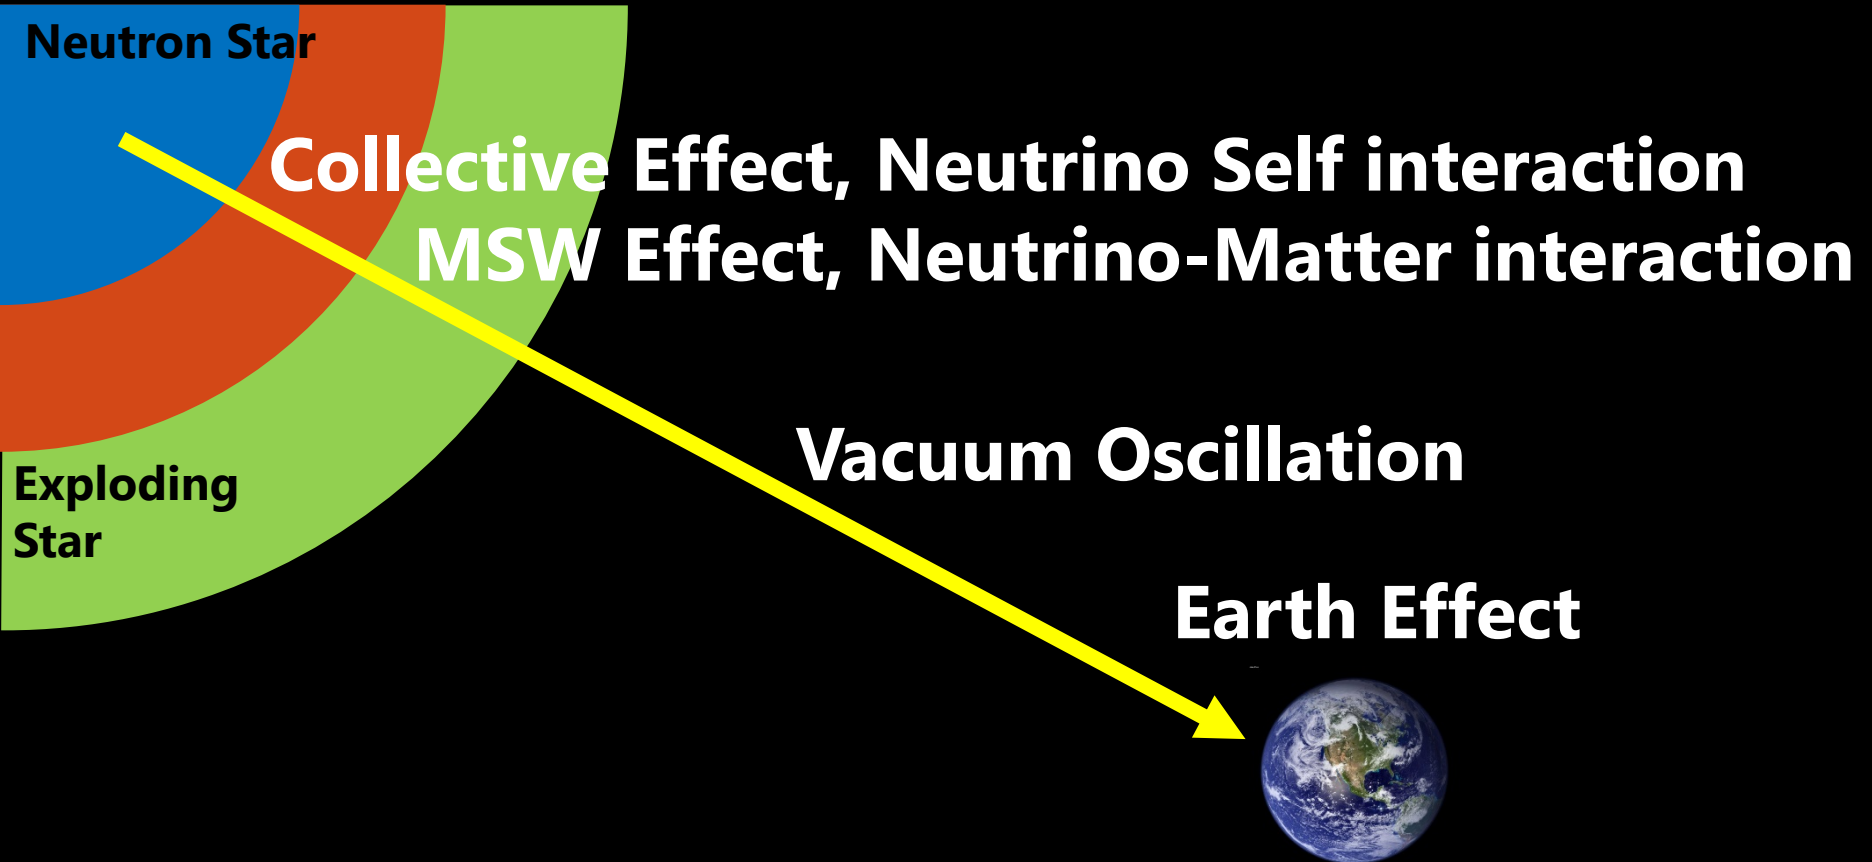 Neutron Star
Collective Effect, Neutrino Self interaction
MSW Effect, Neutrino-Matter interaction
Vacuum Oscillation
Exploding
Star
Earth Effect